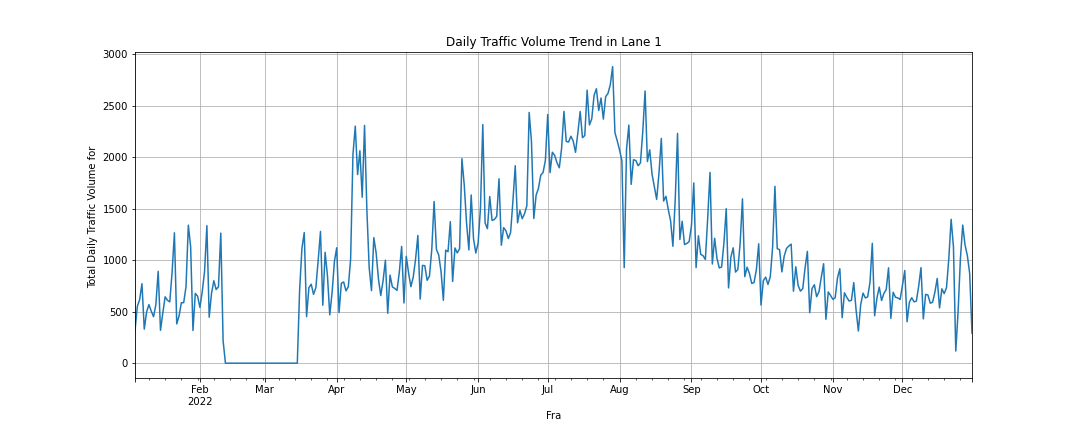 Daily Traffic Volume Trend in Lane 1
Total Daily Traffic Volume for
3000
2500
2000
1500
1000
500
0
Feb
2022
Mar
Apr
May
Jun
Jul
Aug
Sep
Oct
Nov
Dec
Fra